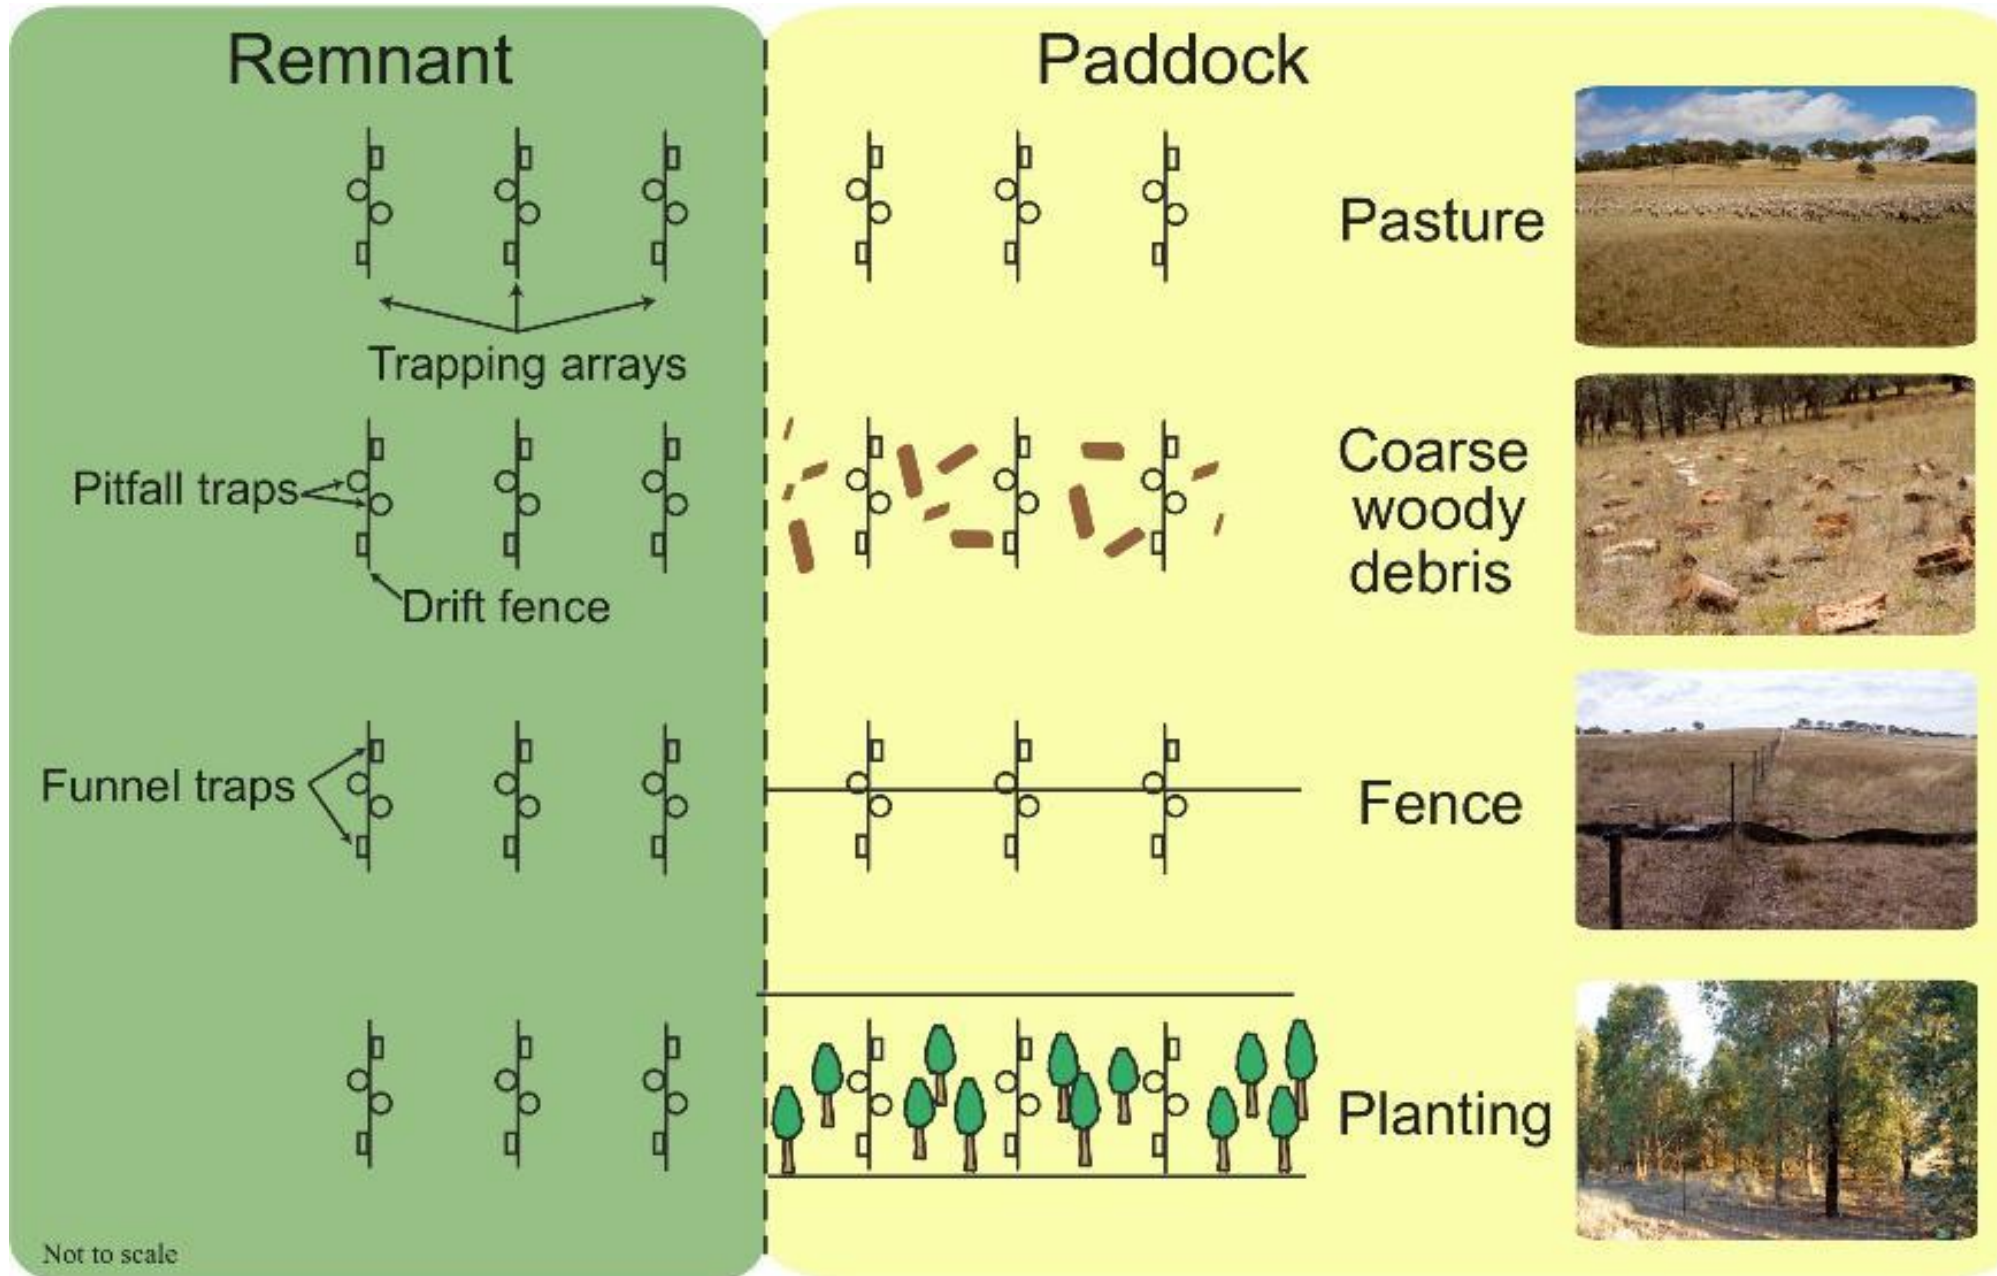 Remnant
Paddock
Pasture
Trapping arrays
Coarse
woody
debris
Pitfall traps
Drift fence
Funnel traps
Fence
Planting
Not to scale